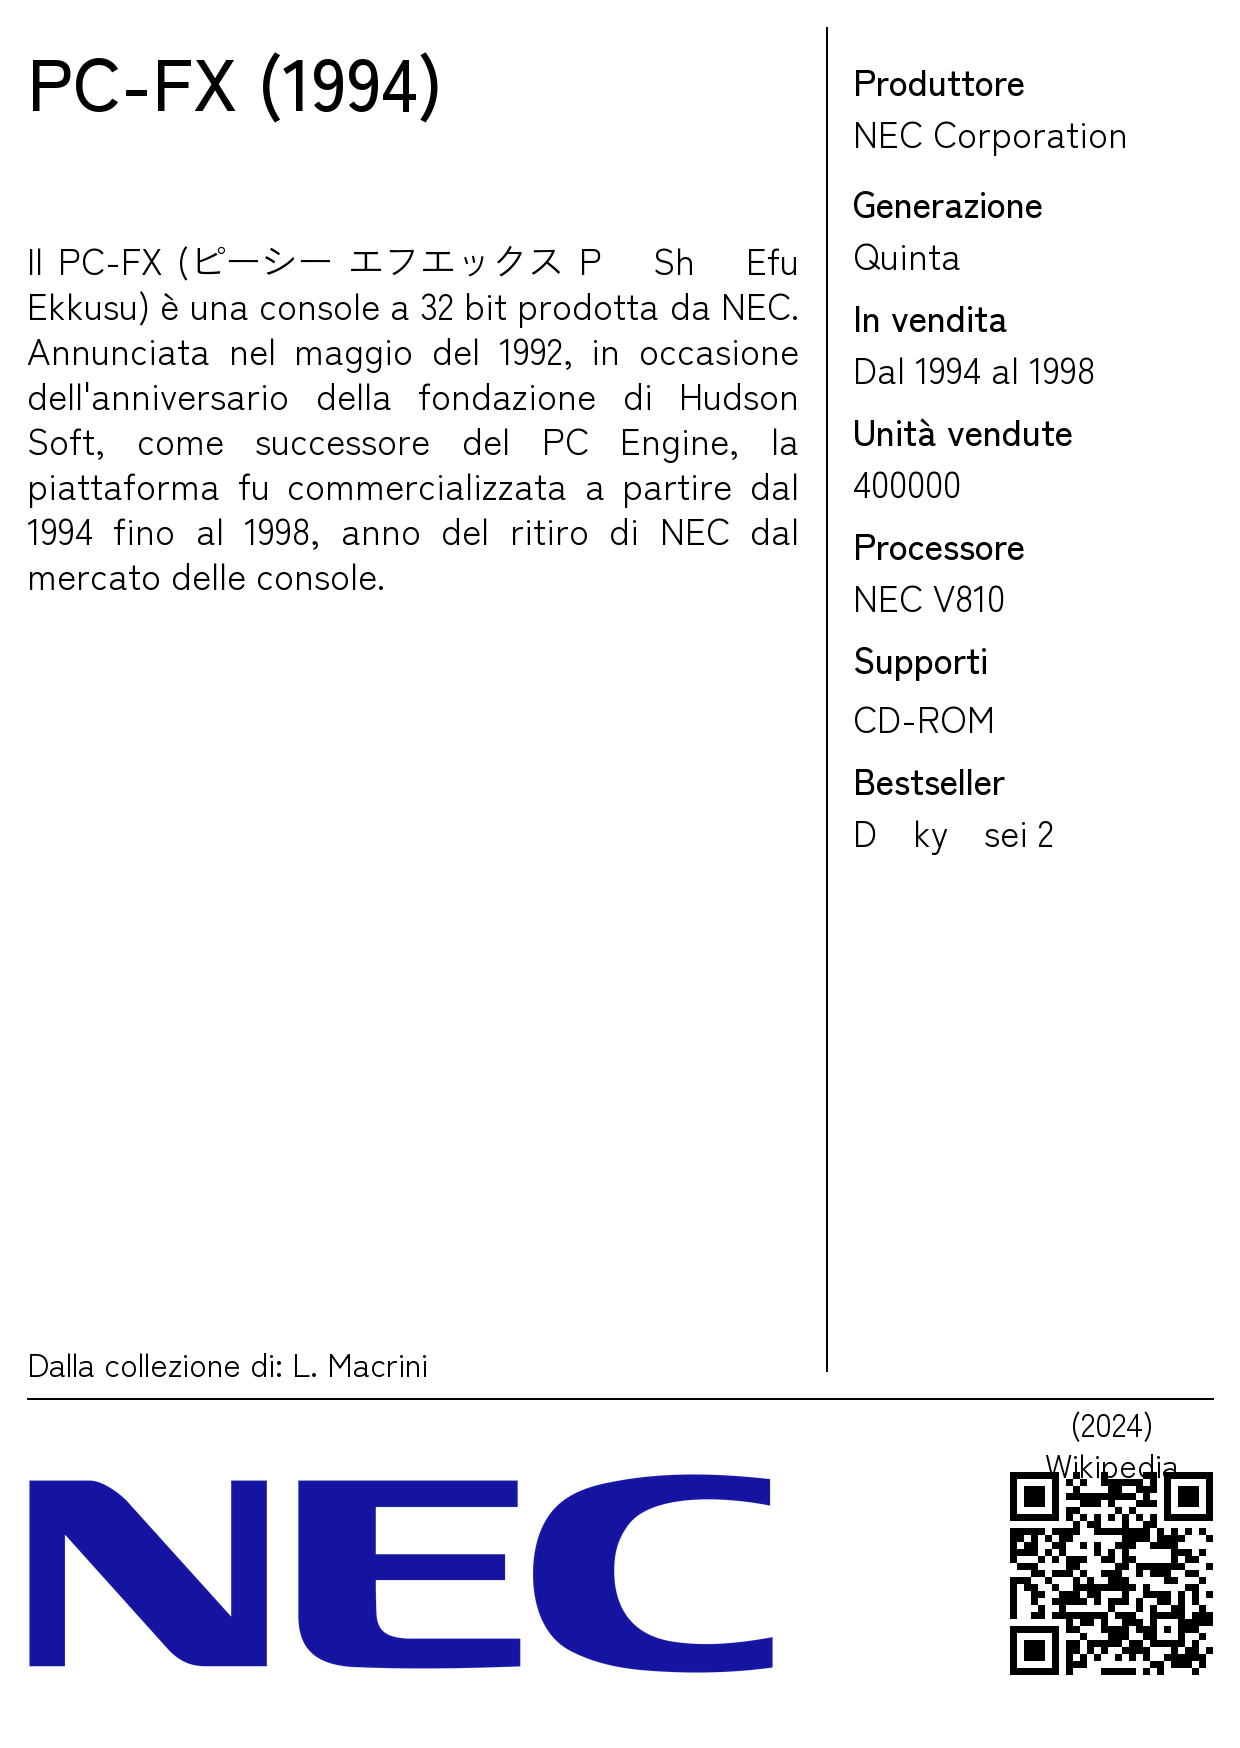 PC-FX (1994)
Il PC-FX (ピーシー エフエックス P Sh Efu
Ekkusu) è una console a 32 bit prodotta da NEC.
Annunciata nel maggio del 1992, in occasione
dell'anniversario della fondazione di Hudson
Soft, come successore del PC Engine, la
piattaforma fu commercializzata a partire dal
1994 fino al 1998, anno del ritiro di NEC dal
mercato delle console.
Dalla collezione di: L. Macrini
Produttore
NEC Corporation
Generazione
Quinta
In vendita
Dal 1994 al 1998
Unità vendute
400000
Processore
NEC V810
Supporti
CD-ROM
Bestseller
D ky sei 2
NEC
(2024)
Wikipedia